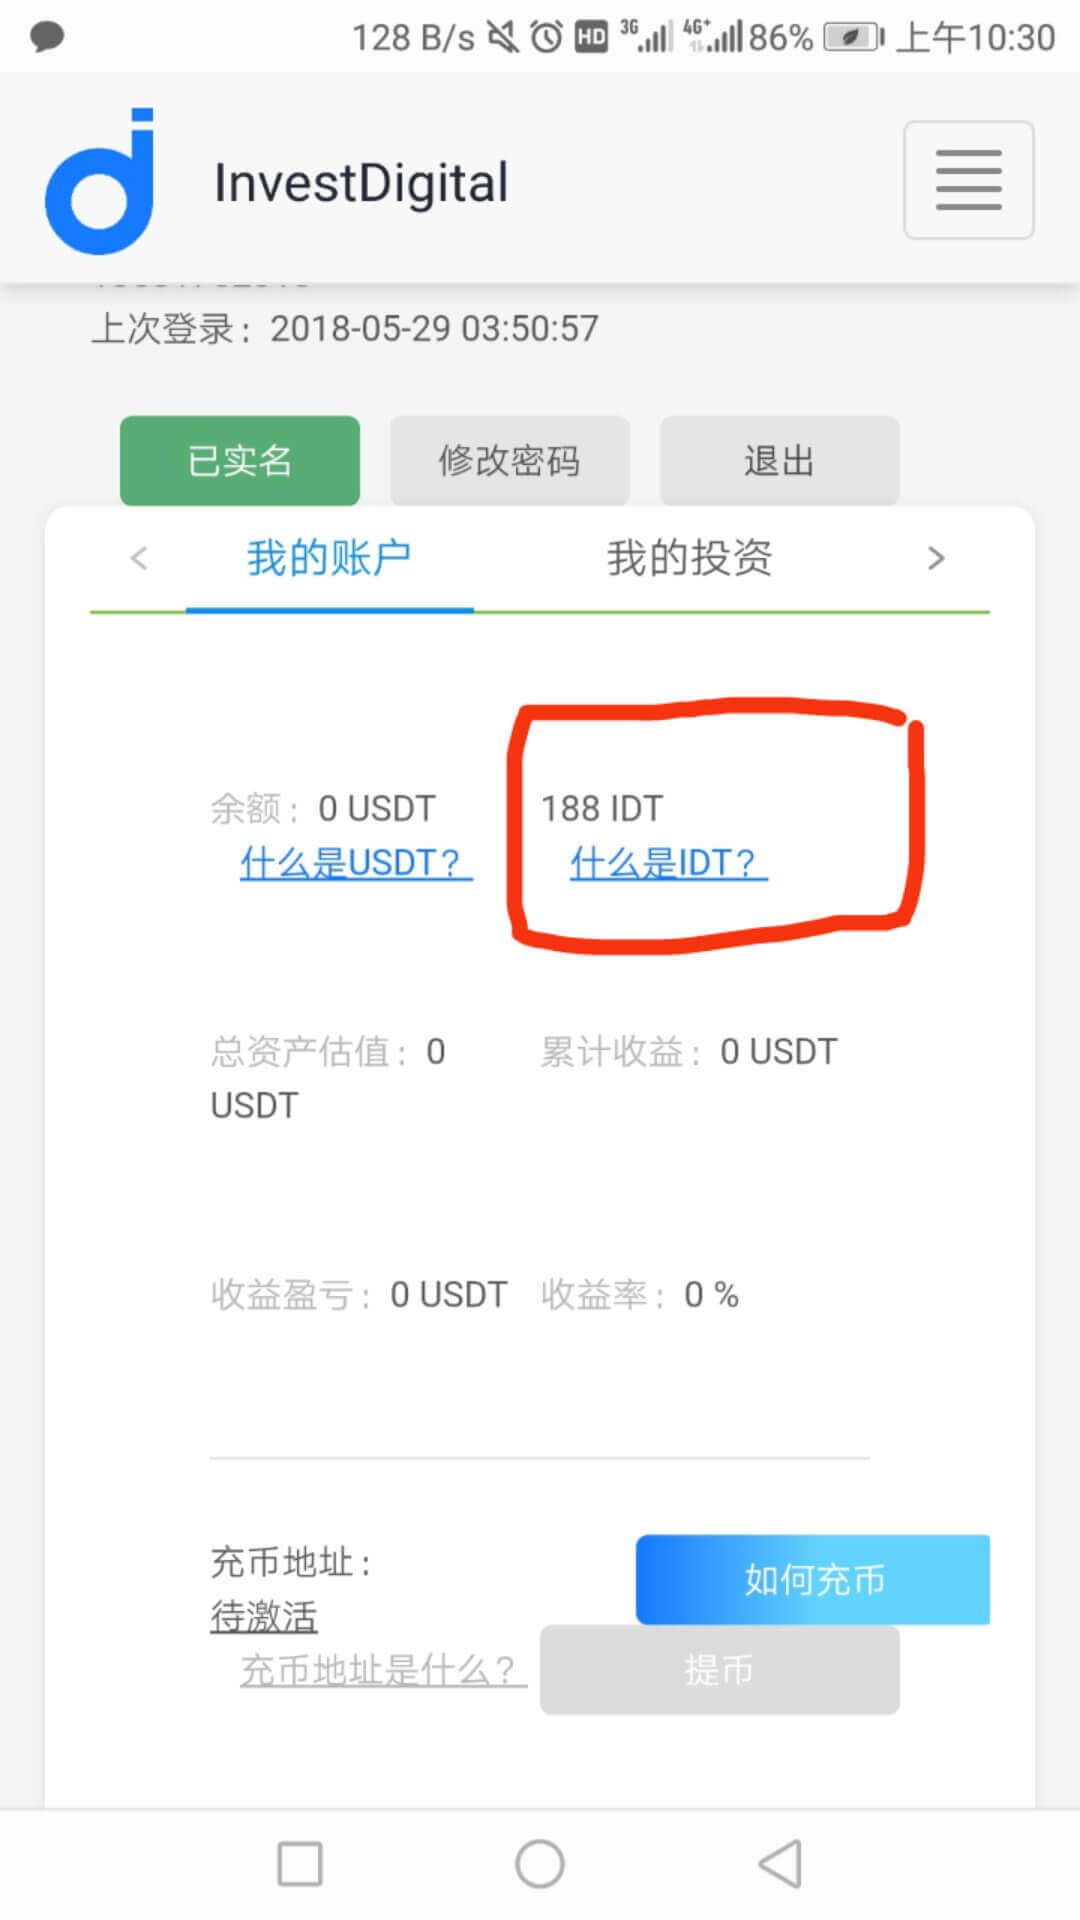 128 B/s HD 3G 4G+ 86% 上午10:30
InvestDigital
上次登录：2018-05-29 03:50:57
已实名 修改密码 退出
< 我的账户 我的投资 >
余额：0 USDT 188 IDT
什么是USDT？ 什么是IDT？
总资产估值：0 累计收益：0 USDT
USDT
收益盈亏：0 USDT 收益率：0 %
充币地址： 如何充币
待激活
充币地址是什么？ 提币